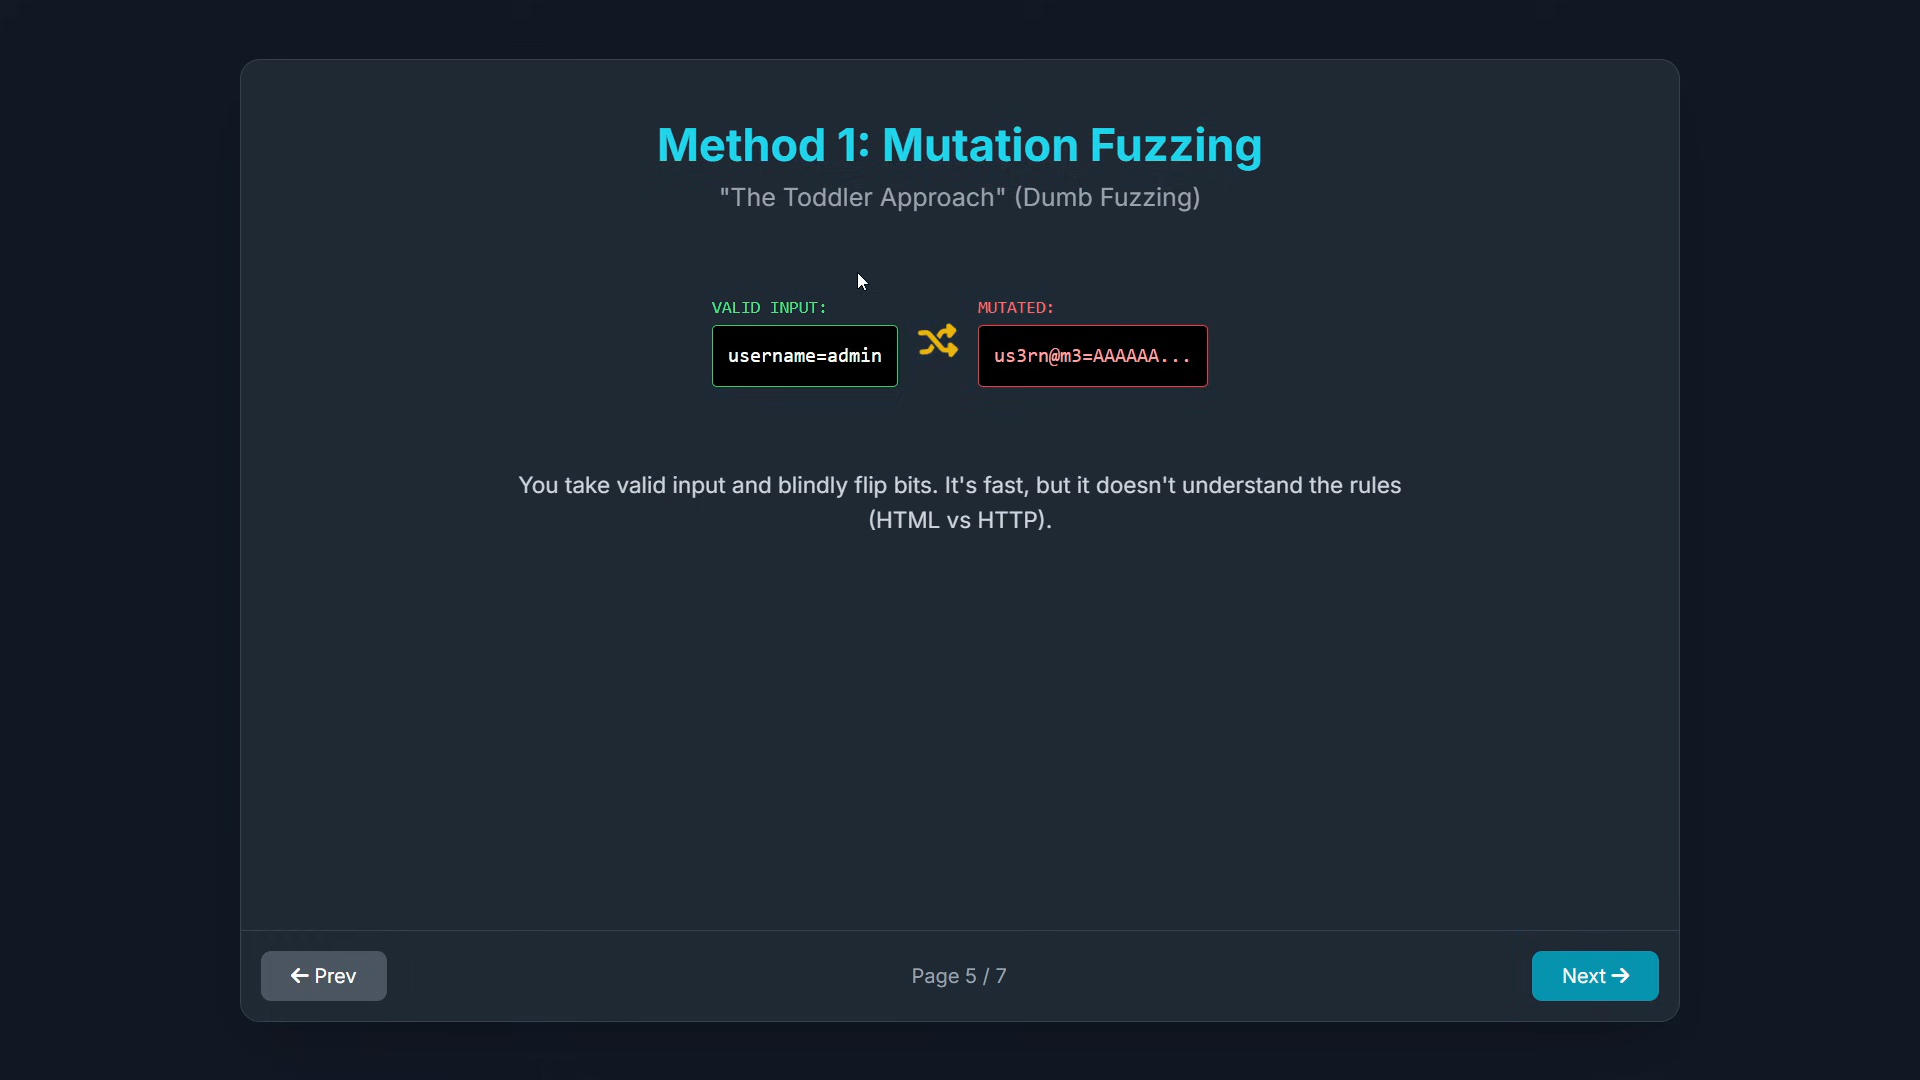 Method 1: Mutation Fuzzing
"The Toddler Approach" (Dumb Fuzzing)
VALID INPUT:
username=admin
MUTATED:
us3rn@m3=AAAAAA...
You take valid input and blindly flip bits. It's fast, but it doesn't understand the rules
(HTML vs HTTP).
Prev
Page 5 / 7
Next